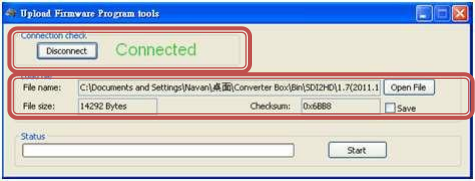 Upload Firmware Program tools
Connection check
Disconnect
Connected
File name:
C:\Documents and Settings\Navan\桌面\Converter Box\Bin\SDI2HD\1.7(2011.1
Open File
File size:
14292 Bytes
Checksum:
0x6BB8
Save
Status
Start